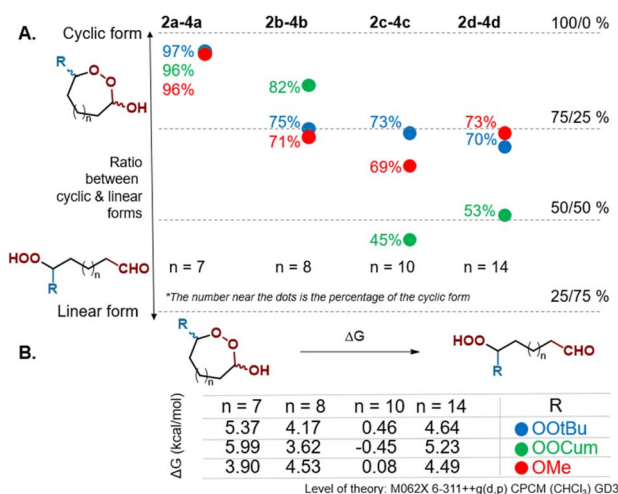 2a-4a 2b-4b 2c-4c 2d-4d 100/0 %
A.
Cyclic form
R
O
O
OH
n
97%
96%
96%
82%
75%
71%
73%
69%
45%
73%
70%
53%
75/25 %
Ratio
between
cyclic & linear
forms
50/50 %
HOO
R
n
CHO
n = 7 n = 8 n = 10 n = 14
*The number near the dots is the percentage of the cyclic form
25/75 %
Linear form
B.
R
O
O
OH
n
ΔG
HOO
R
n
CHO
ΔG (kcal/mol)
n = 7 n = 8 n = 10 n = 14 R
5.37 4.17 0.46 4.64 OOtBu
5.99 3.62 -0.45 5.23 OOCum
3.90 4.53 0.08 4.49 OMe
Level of theory: M062X 6-311++g(d,p) CPCM (CHCl₃) GD3